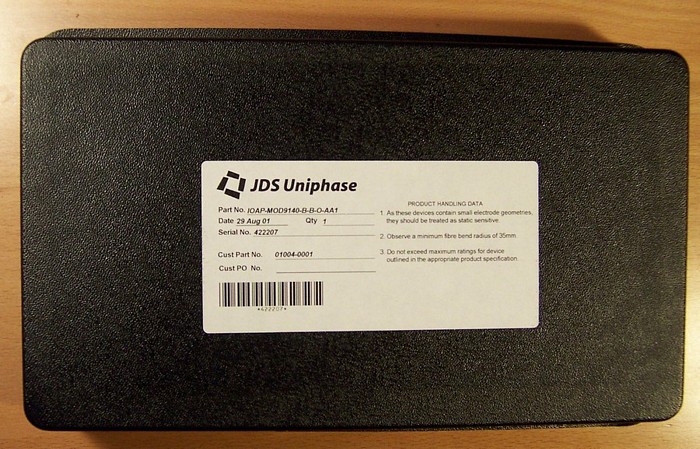 JDS Uniphase
Part No. IOAP-MOD9140-B-B-O-AA1
Date 29 Aug 01 Qty 1
Serial No. 422207
Cust Part No. 01004-0001
Cust PO No.
*422207*
PRODUCT HANDLING DATA
1. As these devices contain small electrode geometries,
they should be treated as static sensitive.
2. Observe a minimum fibre bend radius of 35mm.
3. Do not exceed maximum ratings for device
outlined in the appropriate product specification.